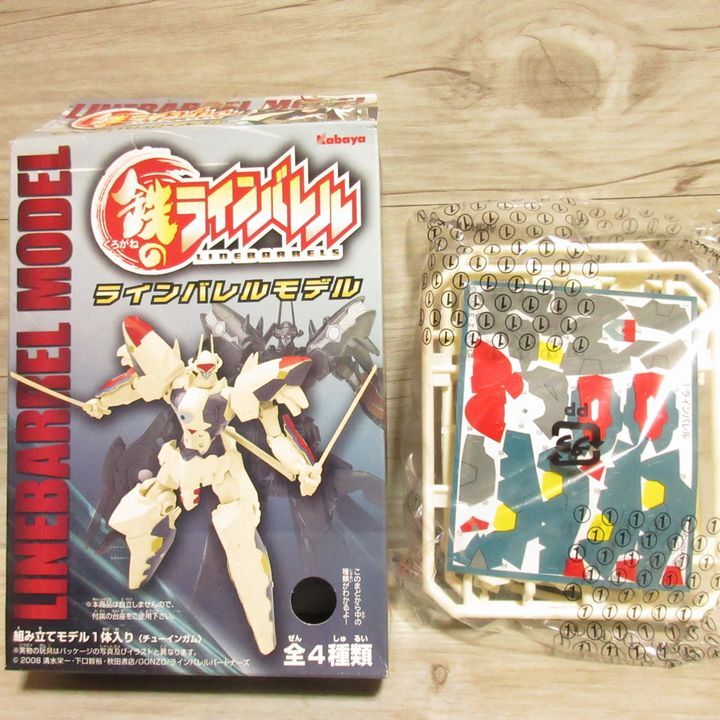 LINEBARREL MODEL
Kabaya
鉄の
くろがね
ラインバレル
LINEBARRELS
ラインバレルモデル
LINEBARREL MODEL
このまどから中の
種類がわかるよ!
※本商品は自立しませんので、
付属の台座をご使用下さい。
組み立てモデル1体入り〈チューインガム〉
※実物の玩具はパッケージの写真及びイラストと異なります。
© 2008 清水栄一・下口智裕・秋田書店/GONZO/ラインバレルパートナーズ
ぜん しゅ るい
全4種類
1ラインバレル
PP
プラ